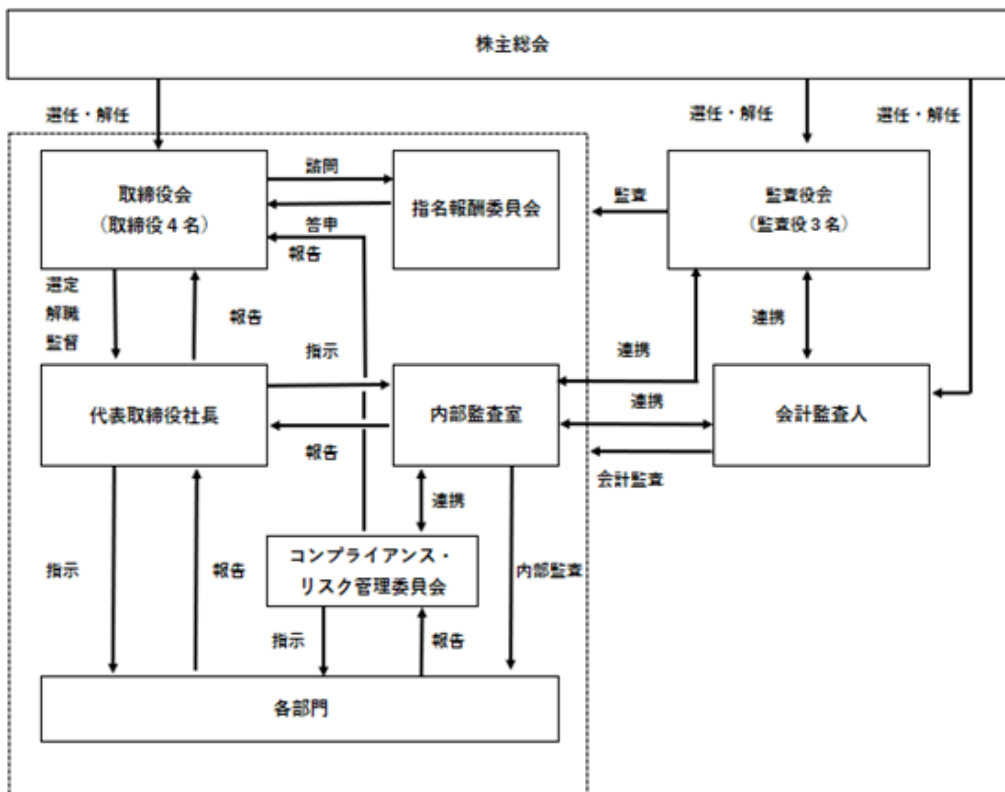 株主総会
選任・解任
選任・解任
選任・解任
取締役会
（取締役４名）
諮問
答申
指名報酬委員会
監査
監査役会
（監査役３名）
報告
選定
解職
監督
報告
指示
連携
連携
連携
代表取締役社長
内部監査室
会計監査人
報告
会計監査
連携
指示
報告
コンプライアンス・
リスク管理委員会
内部監査
指示
報告
各部門